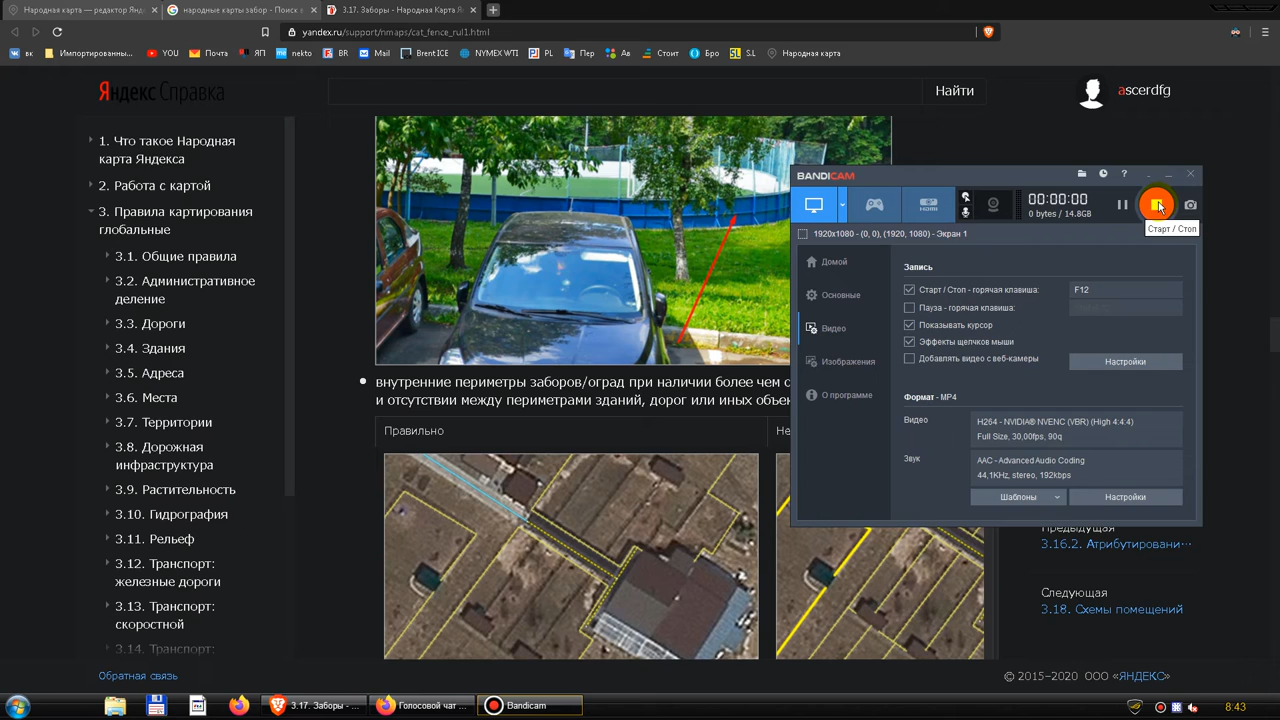 Народная карта — редактор Янд
народные карты забор - Поиск в
3.17. Заборы - Народная Карта Я
yandex.ru/support/nmaps/cat_fence_rul1.html
вк
Импортированны…
ЯП
YOU
Почта
nekto
BR
Mail
Brent ICE
NYMEX WTI
PL
Пер
Ав
Стоит
Бро
S.L
Народная карта
Яндекс Справка
Найти
ascerdfg
1. Что такое Народная
карта Яндекса
2. Работа с картой
3. Правила картирования
глобальные
3.1. Общие правила
3.2. Административное
деление
3.3. Дороги
3.4. Здания
3.5. Адреса
3.6. Места
3.7. Территории
3.8. Дорожная
инфраструктура
3.9. Растительность
3.10. Гидрография
3.11. Рельеф
3.12. Транспорт:
железные дороги
3.13. Транспорт:
скоростной
3.14. Транспорт:
Обратная связь
внутренние периметры заборов/оград при наличии более чем
и отсутствии между периметрами зданий, дорог или иных
Правильно
BANDICAM
HDMI
00:00:00
0 bytes / 14.8GB
Старт / Стоп
1920x1080 - (0, 0), (1920, 1080) - Экран 1
Домой
Основные
Видео
Изображения
О программе
Запись
Старт / Стоп - горячая клавиша:
F12
Пауза - горячая клавиша:
Показывать курсор
Эффекты щелчков мыши
Добавлять видео с веб-камеры
Настройки
Формат - MP4
Видео
H264 - NVIDIA® NVENC (VBR) (High 4:4:4)
Full Size, 30,00fps, 90q
Звук
AAC - Advanced Audio Coding
44,1KHz, stereo, 192kbps
Шаблоны
Настройки
Предыдущая
3.16.2. Атрибутировани…
Следующая
3.18. Схемы помещений
© 2015–2020 ООО «ЯНДЕКС»
3.17. Заборы - …
Голосовой чат …
Bandicam
8:43